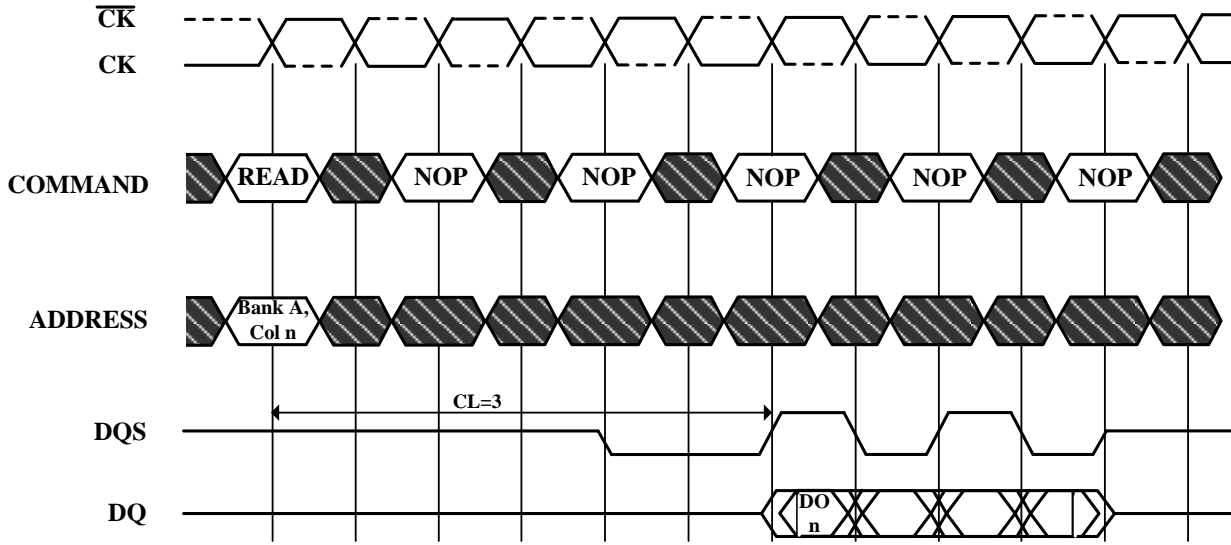 CK
CK
COMMAND READ NOP NOP NOP NOP NOP
ADDRESS Bank A,
Col n
CL=3
DQS
DQ DO
n